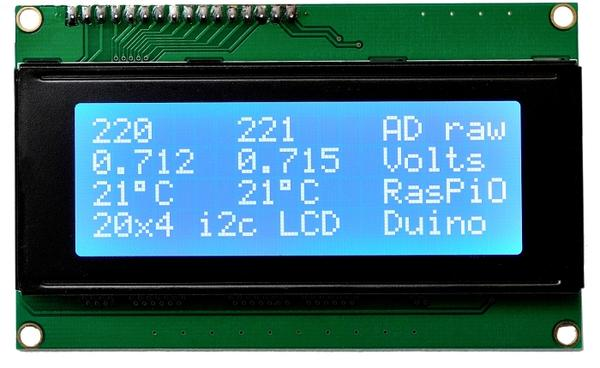 220 221 AD raw
0.712 0.715 Volts
21°C 21°C RasPiO
20x4 i2c LCD Duino